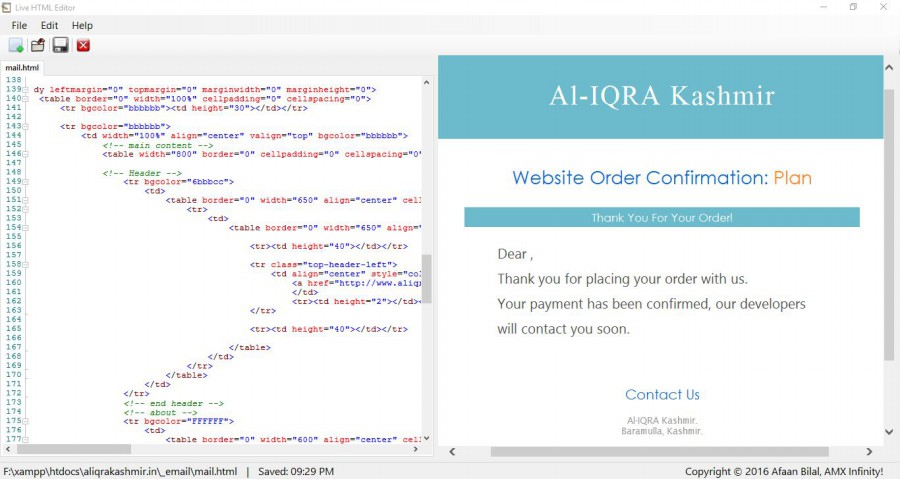 Live HTML Editor
File Edit Help
mail.html
138
139 dy leftmargin="0" topmargin="0" marginwidth="0" marginheight="0">
140 <table border="0" width="100%" cellpadding="0" cellspacing="0">
141 <tr bgcolor="bbbbbb"><td height="30"></td></tr>
142
143 <tr bgcolor="bbbbbb">
144 <td width="100%" align="center" valign="top" bgcolor="bbbbbb">
145 <!-- main content -->
146 <table width="800" border="0" cellpadding="0" cellspacing="0"
147
148 <!-- Header -->
149 <tr bgcolor="6bbbcc">
150 <td>
151 <table border="0" width="650" align="center" cell
152 <tr>
153 <td>
154 <table border="0" width="650" align="
155
156 <tr><td height="40"></td></tr>
157
158 <tr class="top-header-left">
159 <td align="center" style="co
160 <a href="http://www.aliqr
161 </td>
162 <tr><td height="2"></td><
163 </tr>
164
165 <tr><td height="40"></td></tr>
166
167 </table>
168 </td>
169 </tr>
170 </table>
171 </td>
172 </tr>
173 <!-- end header -->
174 <!-- about -->
175 <tr bgcolor="FFFFFF">
176 <td>
177 <table border="0" width="600" align="center" cell
Al-IQRA Kashmir
Website Order Confirmation: Plan
Thank You For Your Order!
Dear ,
Thank you for placing your order with us.
Your payment has been confirmed, our developers
will contact you soon.
Contact Us
Al-IQRA Kashmir.
Baramulla, Kashmir.
F:\xampp\htdocs\aliqrakashmir.in\_email\mail.html | Saved: 09:29 PM
Copyright © 2016 Afaan Bilal, AMX Infinity!